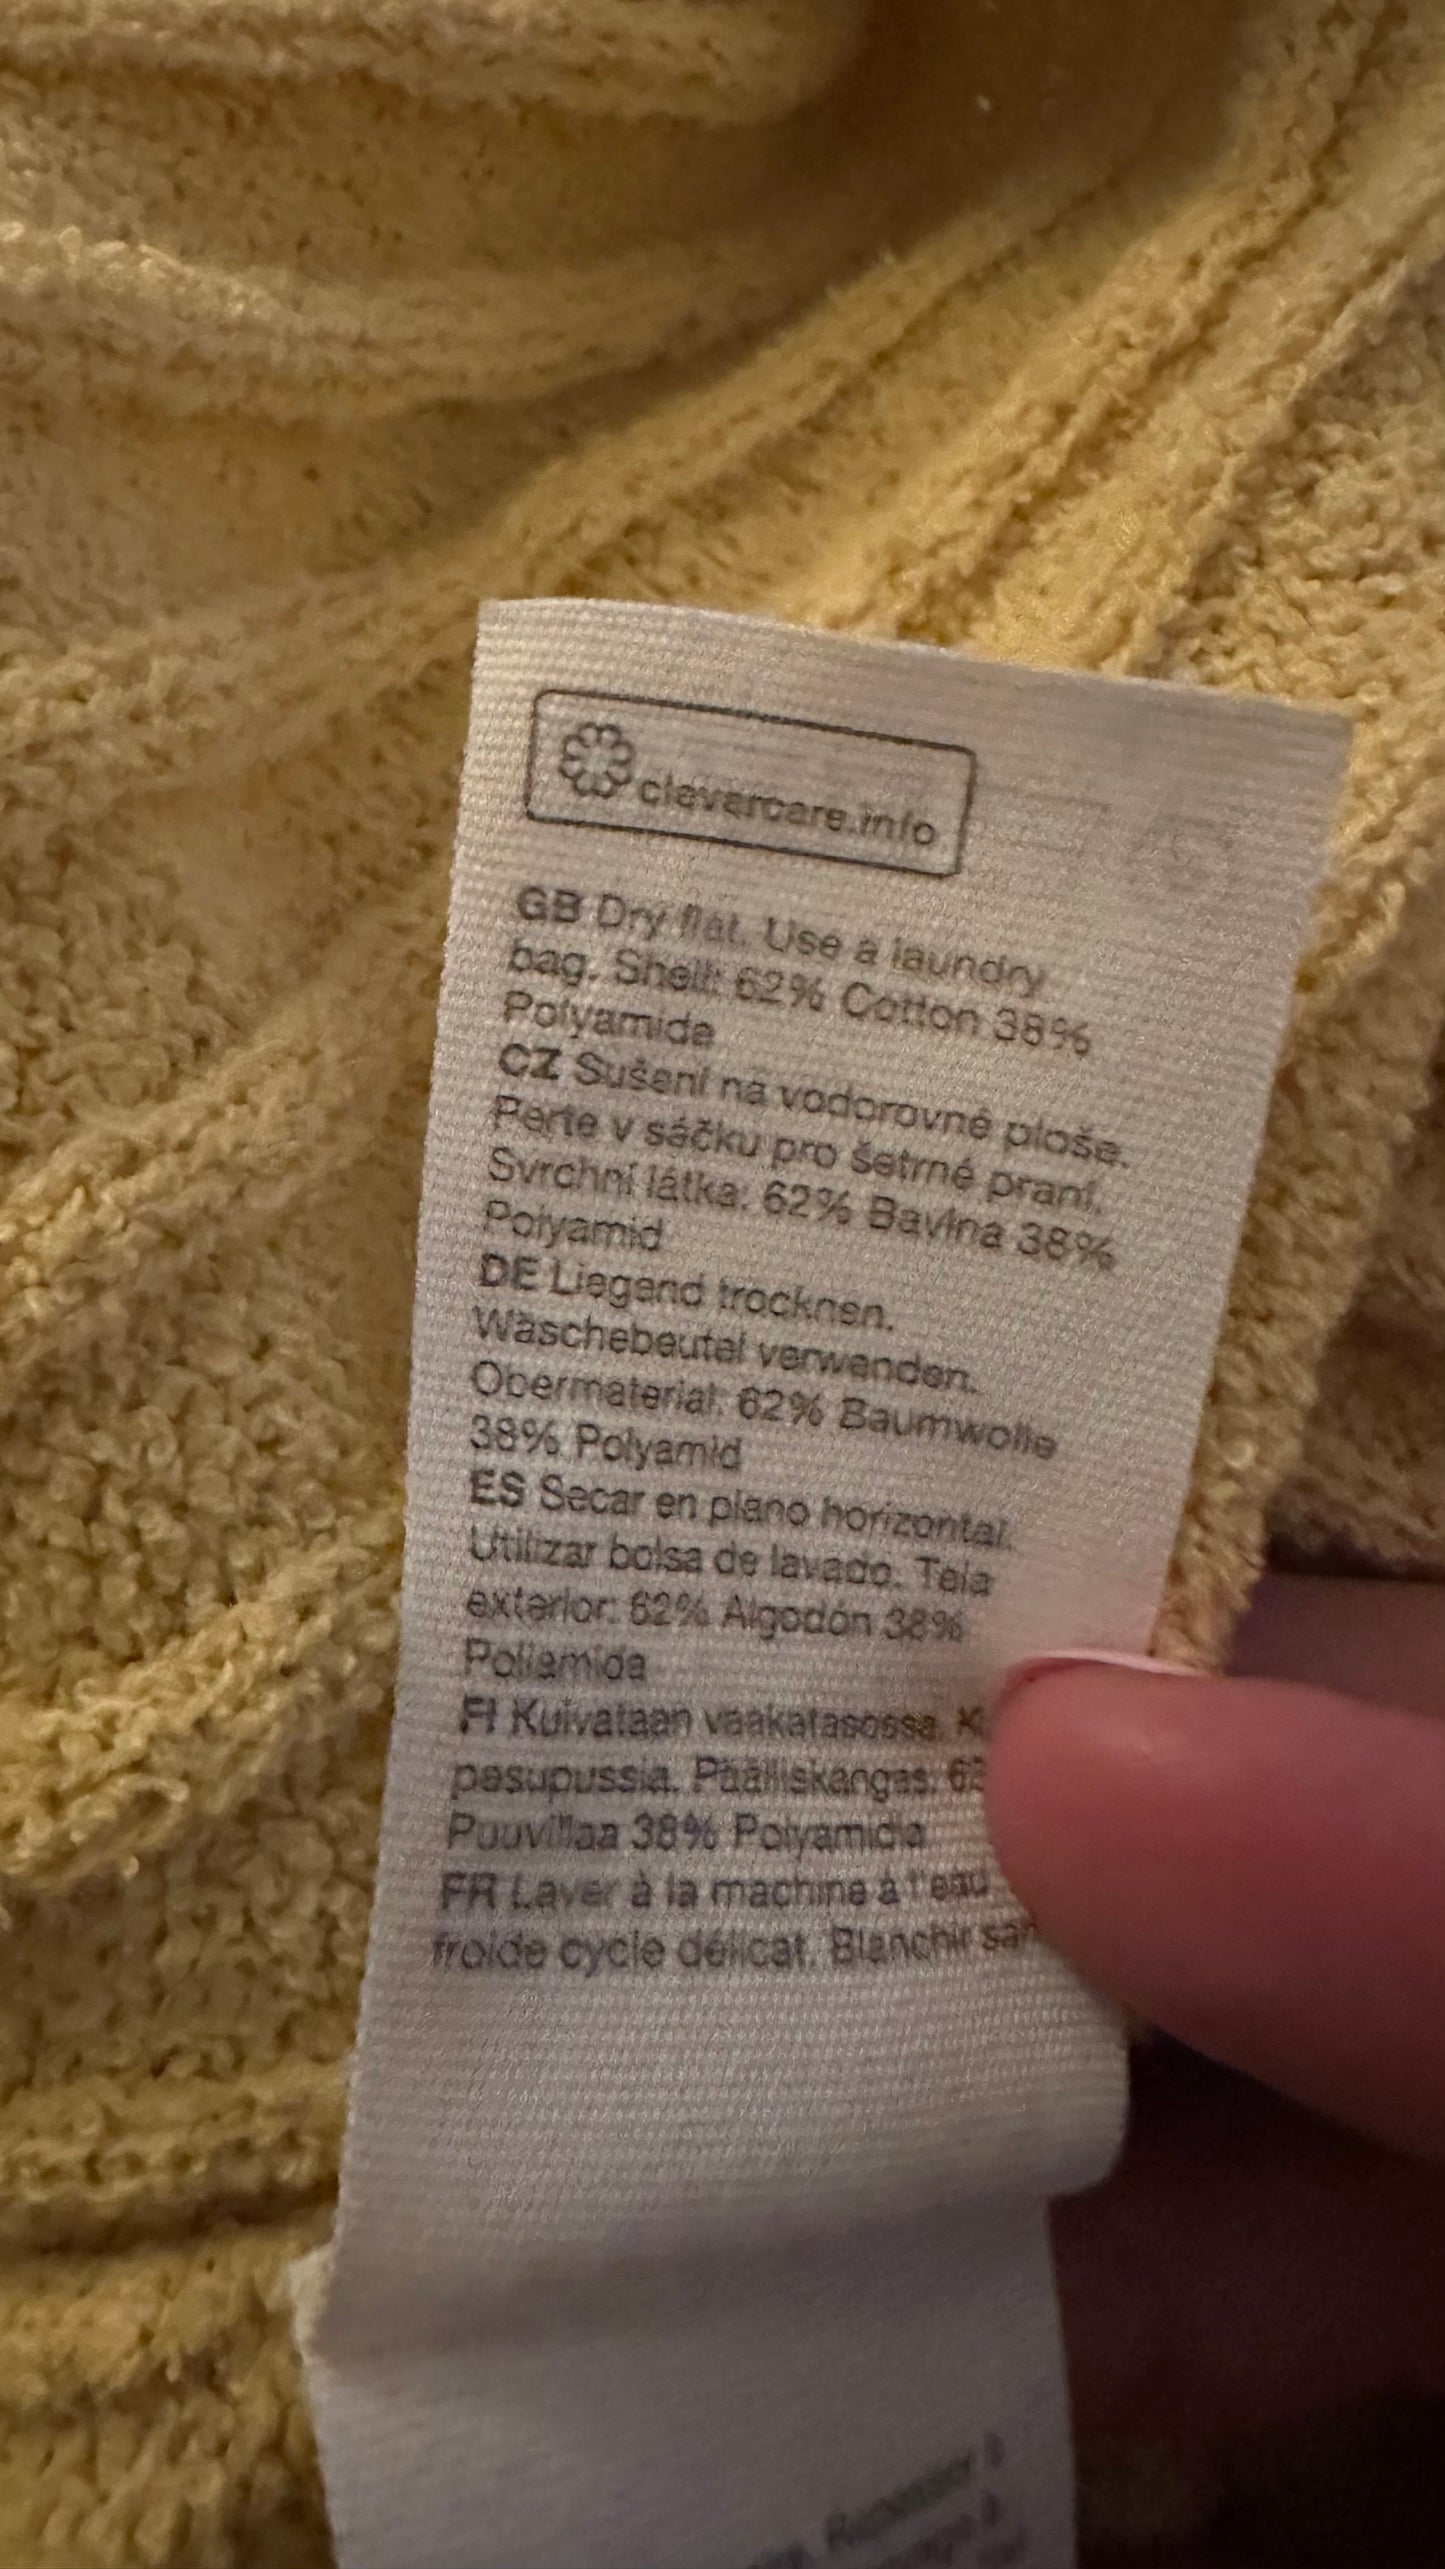 clevercare.info
GB Dry flat. Use a laundry
bag. Shell: 62% Cotton 38%
Polyamide
CZ Sušení na vodorovné ploše.
Perte v sáčku pro šetrné praní.
Svrchní látka: 62% Bavlna 38%
Polyamid
DE Liegend trocknen.
Wäschebeutel verwenden.
Obermaterial: 62% Baumwolle
38% Polyamid
ES Secar en plano horizontal.
Utilizar bolsa de lavado. Tela
exterior: 62% Algodón 38%
Poliamida
FI Kuivataan vaakatasossa.
pesupussia. Päälliskangas:
Puuvillaa 38% Polyamidia
FR Laver à la machine à l'eau
froide cycle délicat. Blanchir
Repasser à